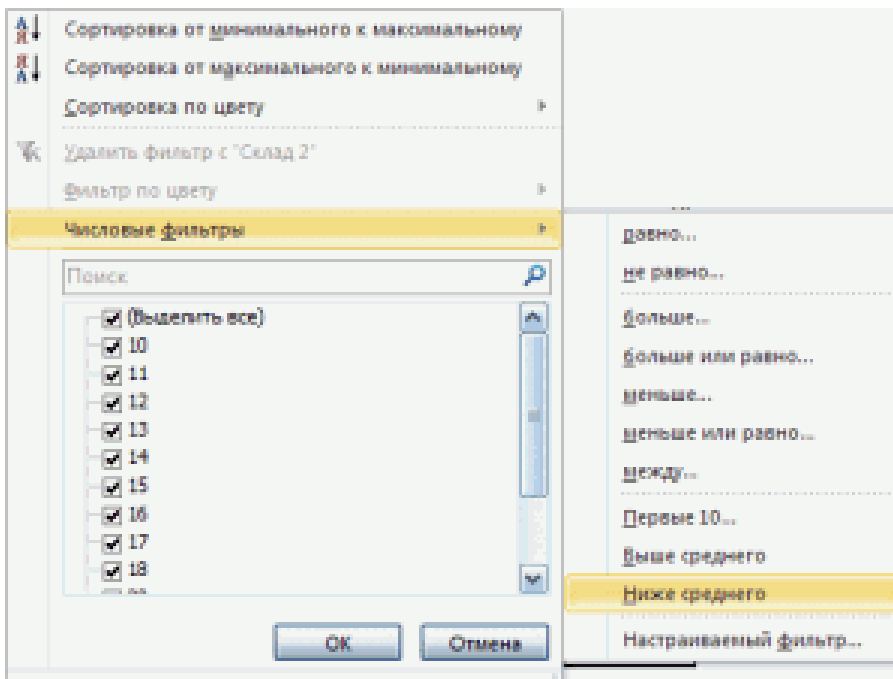 Сортировка от минимального к максимальному
Сортировка от максимального к минимальному
Сортировка по цвету
Удалить фильтр с "Склад 2"
Фильтр по цвету
Числовые фильтры
Поиск
(Выделить все)
10
11
12
13
14
15
16
17
18
ОК
Отмена
равно...
не равно...
больше...
больше или равно...
меньше...
меньше или равно...
между...
Первые 10...
Выше среднего
Ниже среднего
Настраиваемый фильтр...